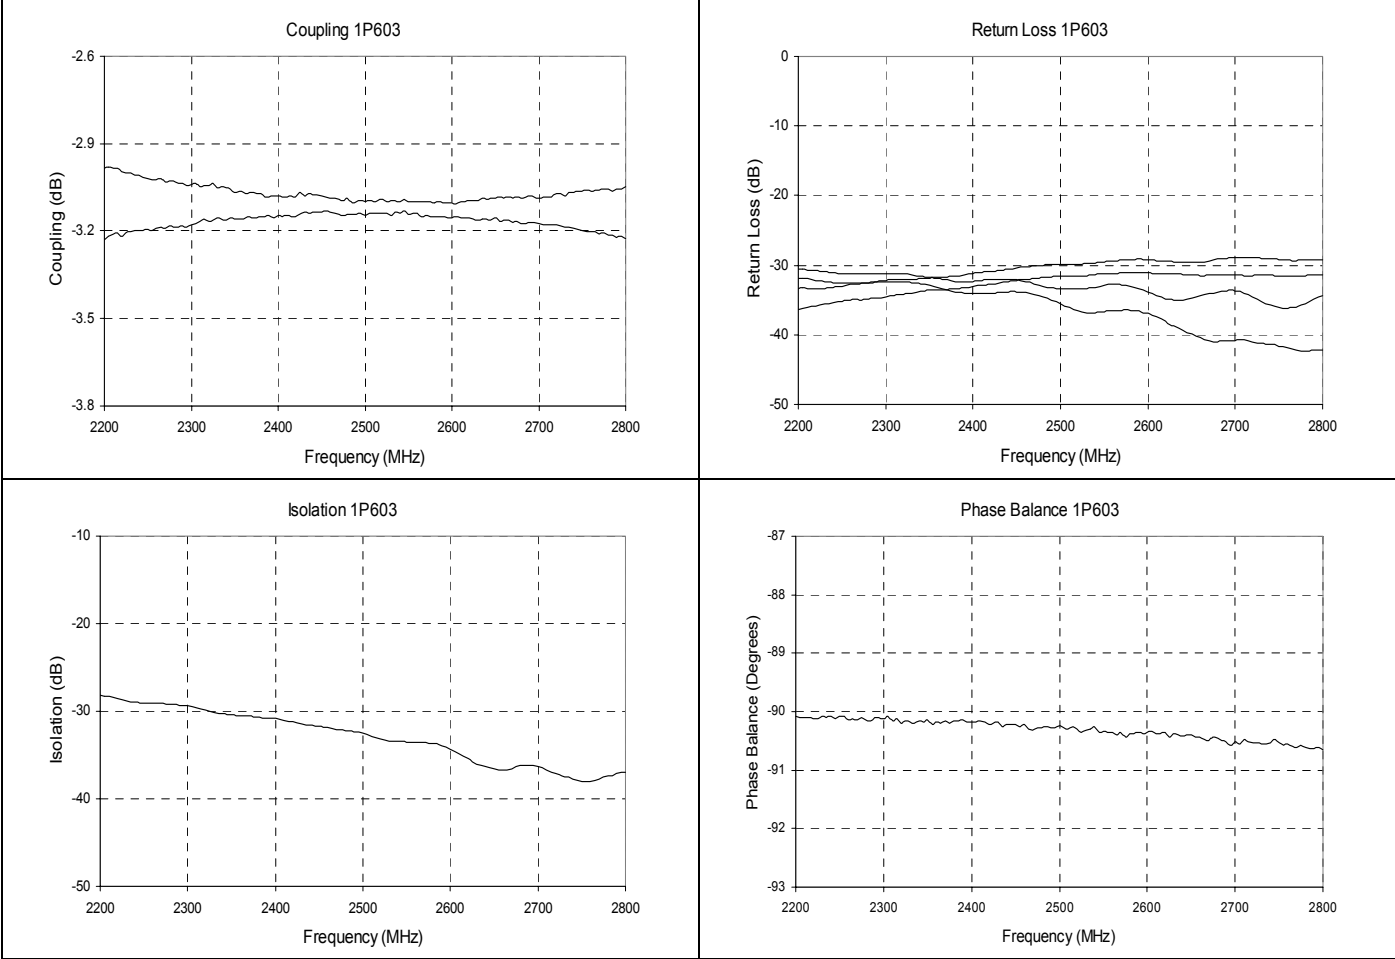 Coupling 1P603
-2.6
-2.9
-3.2
-3.5
-3.8
Coupling (dB)
2200 2300 2400 2500 2600 2700 2800
Frequency (MHz)
Return Loss 1P603
0
-10
-20
-30
-40
-50
Return Loss (dB)
2200 2300 2400 2500 2600 2700 2800
Frequency (MHz)
Isolation 1P603
-10
-20
-30
-40
-50
Isolation (dB)
2200 2300 2400 2500 2600 2700 2800
Frequency (MHz)
Phase Balance 1P603
-87
-88
-89
-90
-91
-92
-93
Phase Balance (Degrees)
2200 2300 2400 2500 2600 2700 2800
Frequency (MHz)